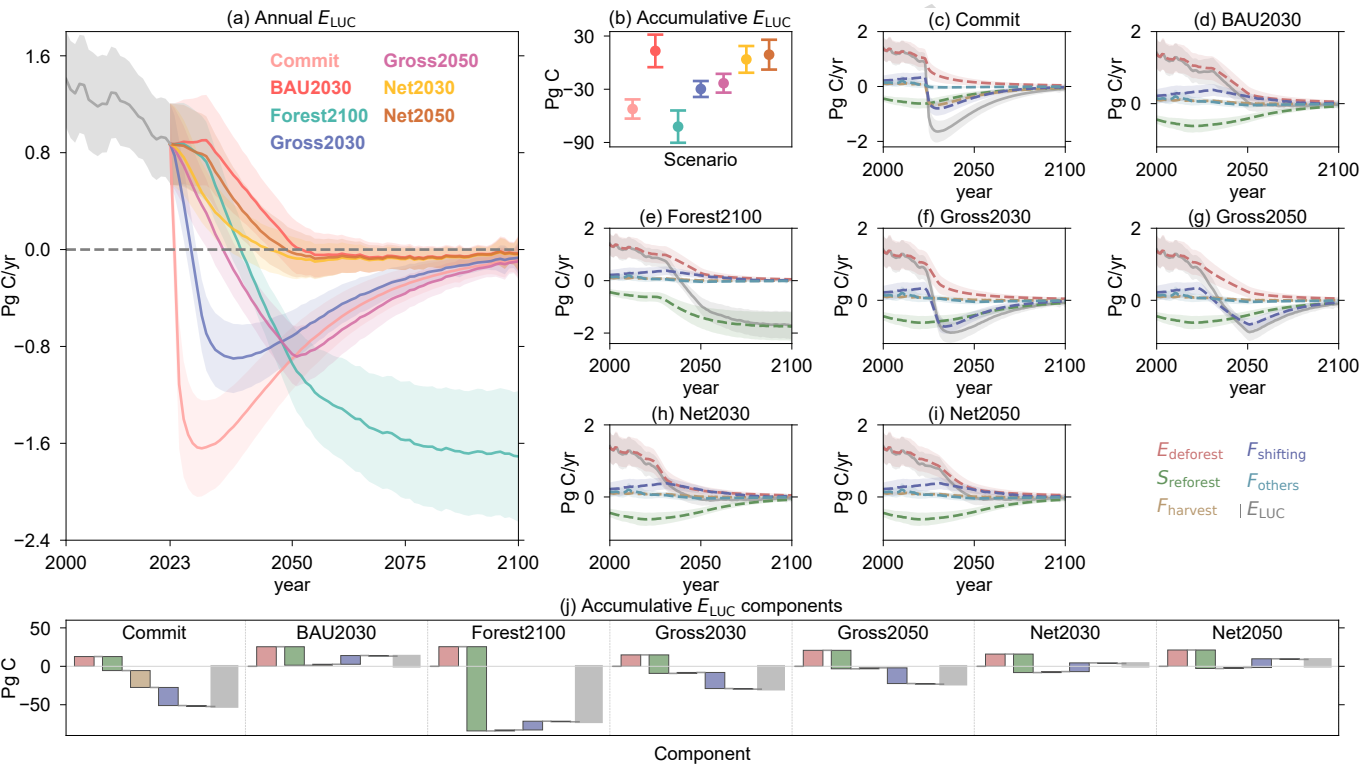 (a) Annual E_LUC
1.6
0.8
0.0
−0.8
−1.6
−2.4
Pg C/yr
2000
2023
2050
2075
2100
year
Commit
BAU2030
Forest2100
Gross2030
Gross2050
Net2030
Net2050
(b) Accumulative E_LUC
30
−30
−90
Pg C
Scenario
(c) Commit
2
0
−2
Pg C/yr
2000
2050
2100
year
(d) BAU2030
2
0
Pg C/yr
2000
2050
2100
year
(e) Forest2100
2
0
−2
Pg C/yr
2000
2050
2100
year
(f) Gross2030
2
0
Pg C/yr
2000
2050
2100
year
(g) Gross2050
2
0
Pg C/yr
2000
2050
2100
year
(h) Net2030
2
0
Pg C/yr
2000
2050
2100
year
(i) Net2050
2
0
Pg C/yr
2000
2050
2100
year
E_deforest
S_reforest
F_harvest
F_shifting
F_others
E_LUC
(j) Accumulative E_LUC components
50
0
−50
Pg C
Commit
BAU2030
Forest2100
Gross2030
Gross2050
Net2030
Net2050
Component